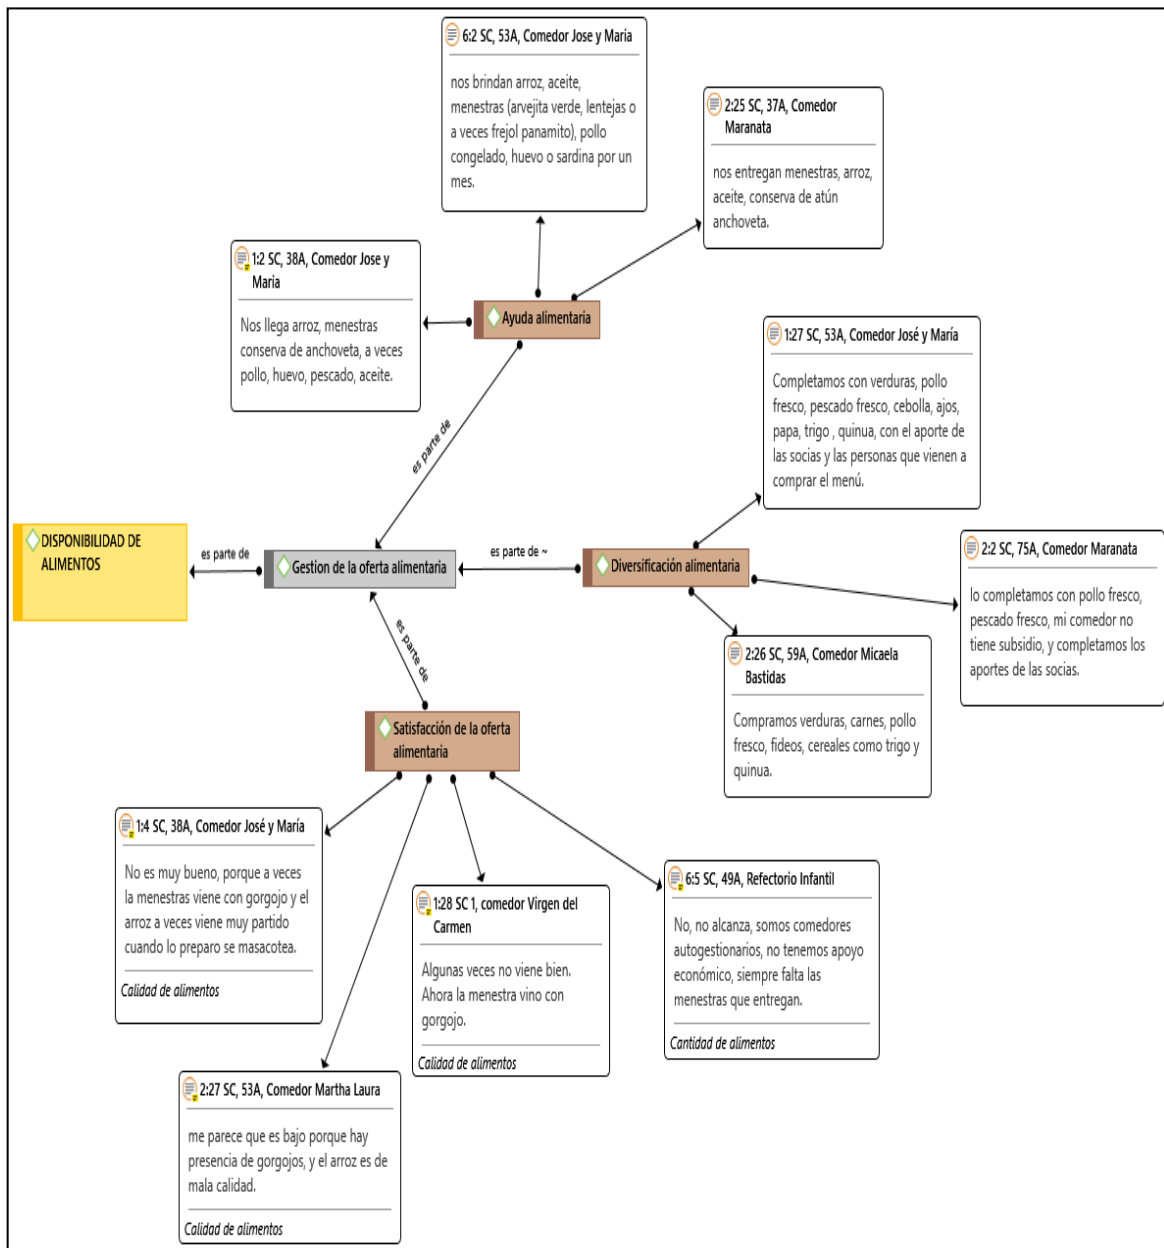 6:2 SC, 53A, Comedor Jose y Maria
nos brindan arroz, aceite,
menestras (arvejita verde, lentejas o
a veces frejol panamito), pollo
congelado, huevo o sardina por un
mes.
2:25 SC, 37A, Comedor
Maranata
nos entregan menestras, arroz,
aceite, conserva de atún
anchoveta.
1:2 SC, 38A, Comedor Jose y
Maria
Nos llega arroz, menestras
conserva de anchoveta, a veces
pollo, huevo, pescado, aceite.
Ayuda alimentaria
1:27 SC, 53A, Comedor José y María
Completamos con verduras, pollo
fresco, pescado fresco, cebolla, ajos,
papa, trigo , quinua, con el aporte de
las socias y las personas que vienen a
comprar el menú.
es parte de
DISPONIBILIDAD DE
ALIMENTOS
es parte de
Gestion de la oferta alimentaria
es parte de ~
Diversificación alimentaria
2:2 SC, 75A, Comedor Maranata
lo completamos con pollo fresco,
pescado fresco, mi comedor no
tiene subsidio, y completamos los
aportes de las socias.
es parte de
2:26 SC, 59A, Comedor Micaela
Bastidas
Compramos verduras, carnes, pollo
fresco, fideos, cereales como trigo y
quinua.
Satisfacción de la oferta
alimentaria
1:4 SC, 38A, Comedor José y María
No es muy bueno, porque a veces
la menestras viene con gorgojo y el
arroz a veces viene muy partido
cuando lo preparo se masacotea.
Calidad de alimentos
1:28 SC 1, comedor Virgen del
Carmen
Algunas veces no viene bien.
Ahora la menestra vino con
gorgojo.
Calidad de alimentos
6:5 SC, 49A, Refectorio Infantil
No, no alcanza, somos comedores
autogestionarios, no tenemos apoyo
económico, siempre falta las
menestras que entregan.
Cantidad de alimentos
2:27 SC, 53A, Comedor Martha Laura
me parece que es bajo porque hay
presencia de gorgojos, y el arroz es de
mala calidad.
Calidad de alimentos